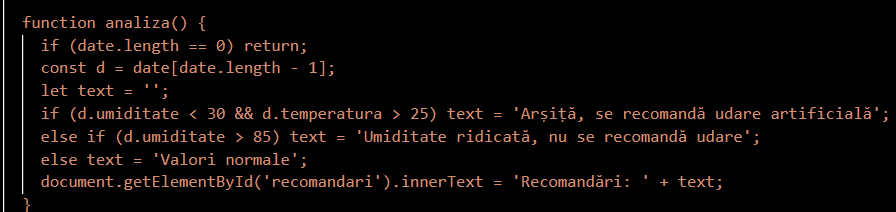 function analiza() {
if (date.length == 0) return;
const d = date[date.length - 1];
let text = '';
if (d.umiditate < 30 && d.temperatura > 25) text = 'Arșiță, se recomandă udare artificială';
else if (d.umiditate > 85) text = 'Umiditate ridicată, nu se recomandă udare';
else text = 'Valori normale';
document.getElementById('recomandari').innerText = 'Recomandări: ' + text;
}